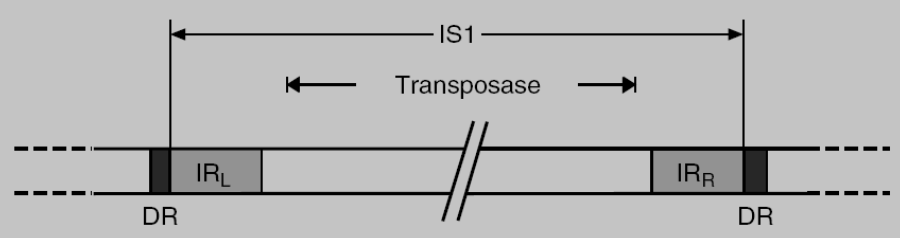 IS1
Transposase
IRL IRR
DR DR